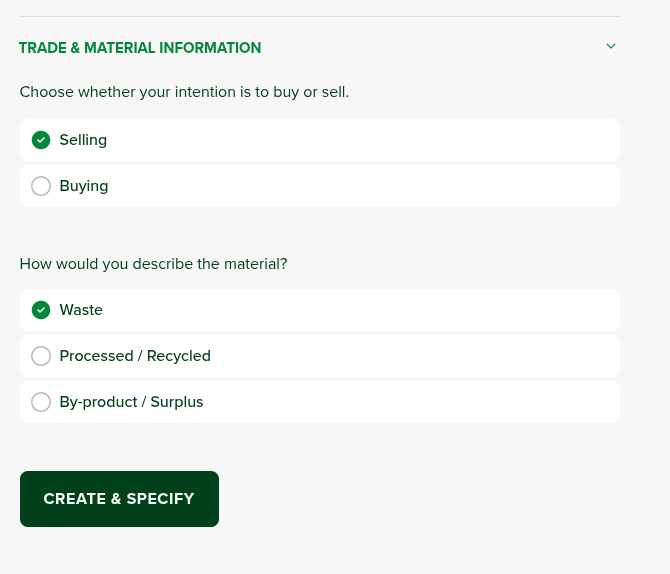 TRADE & MATERIAL INFORMATION
Choose whether your intention is to buy or sell.
Selling
Buying
How would you describe the material?
Waste
Processed / Recycled
By-product / Surplus
CREATE & SPECIFY